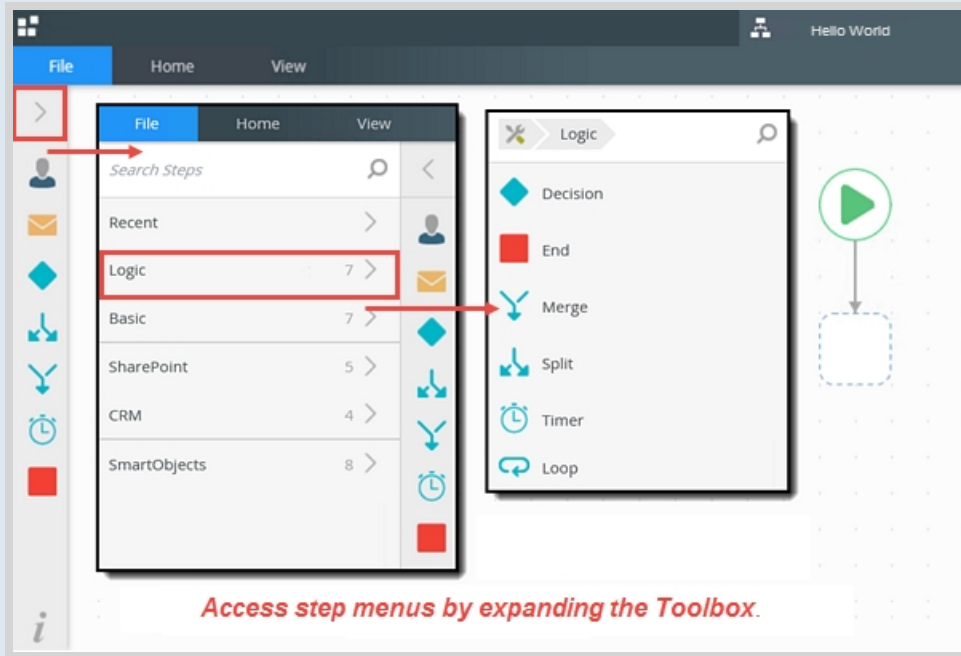 Hello World
File Home View
File Home View
Search Steps
Recent
Logic 7
Basic 7
SharePoint 5
CRM 4
SmartObjects 8
Logic
Decision
End
Merge
Split
Timer
Loop
Access step menus by expanding the Toolbox.
i